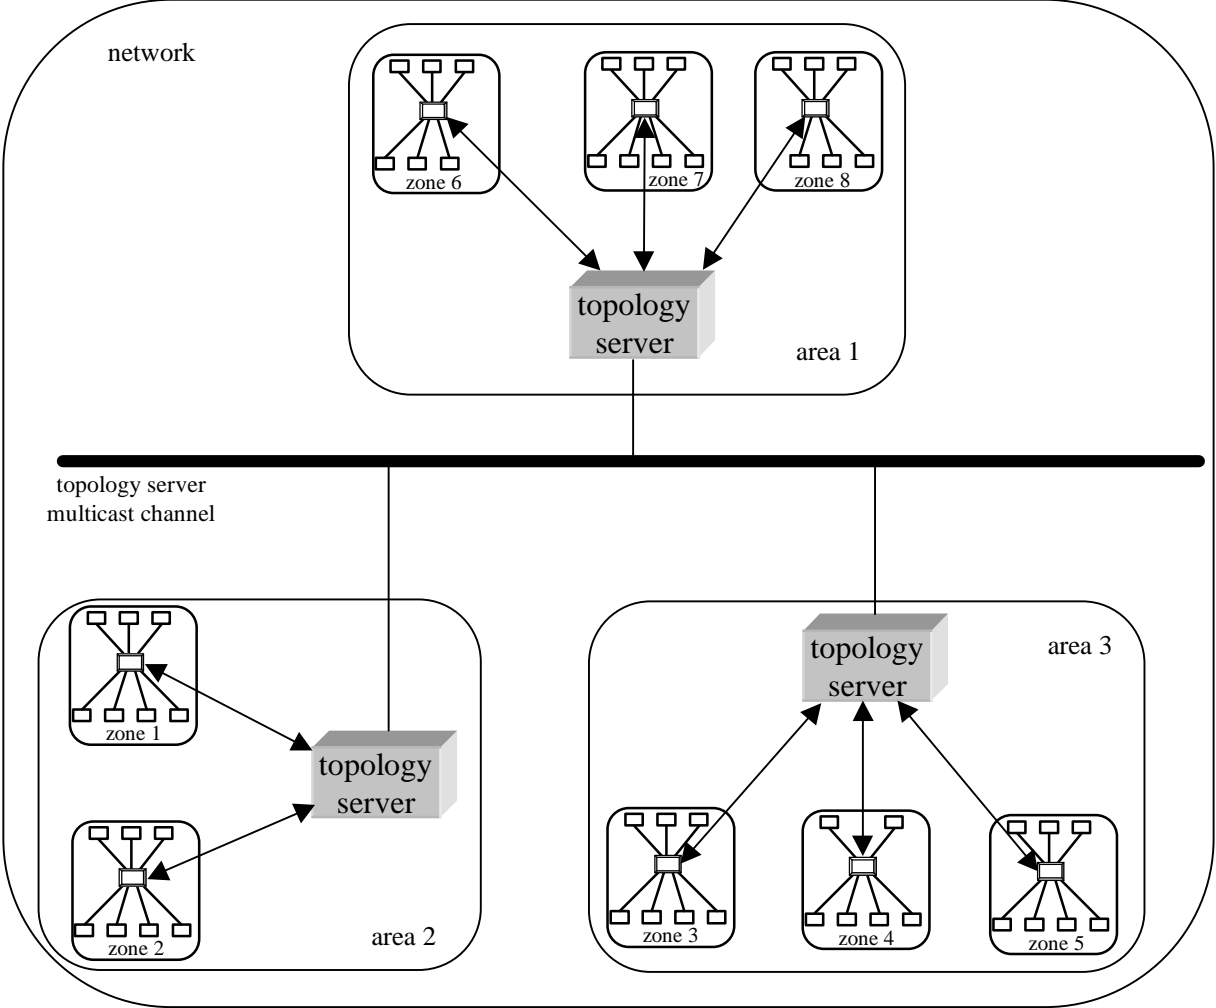 network
zone 6
zone 7
zone 8
topology
server
area 1
topology server
multicast channel
zone 1
topology
server
zone 2
area 2
topology
server
area 3
zone 3
zone 4
zone 5